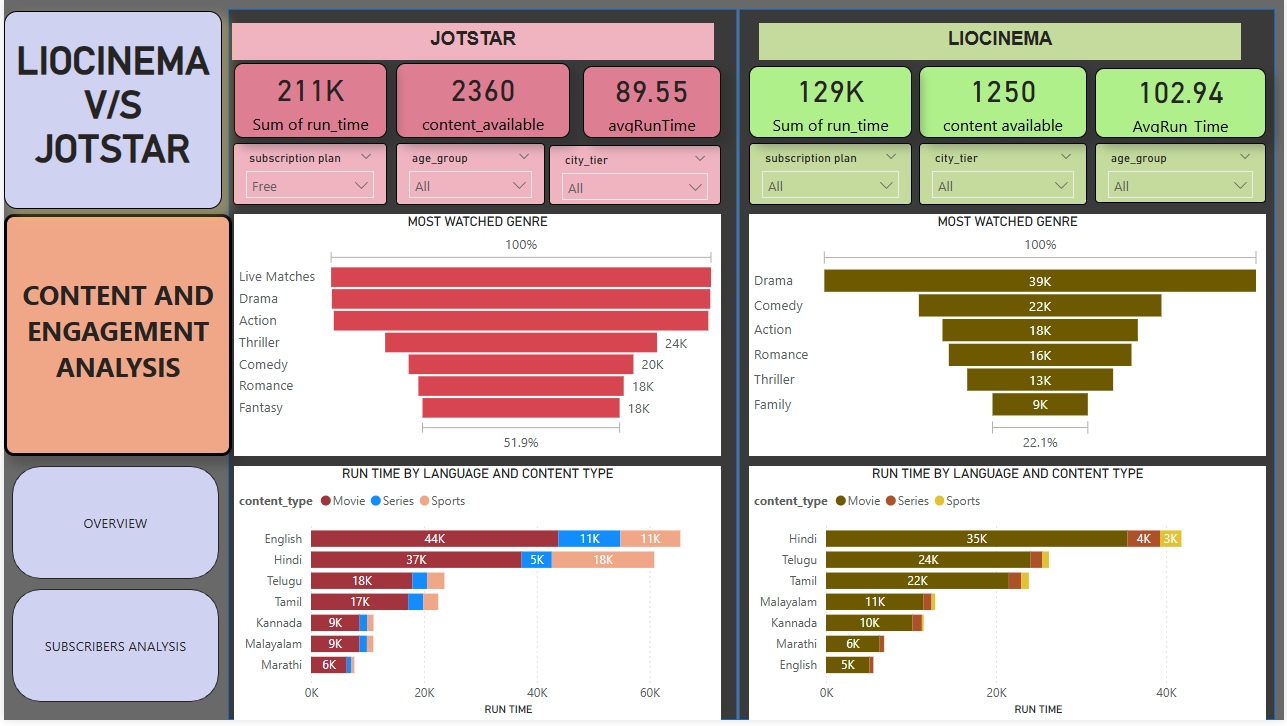 LIOCINEMA
V/S
JOTSTAR
CONTENT AND
ENGAGEMENT
ANALYSIS
OVERVIEW
SUBSCRIBERS ANALYSIS
JOTSTAR
211K
Sum of run_time
2360
content_available
89.55
avgRunTime
subscription plan
Free
age_group
All
city_tier
All
MOST WATCHED GENRE
100%
Live Matches
Drama
Action
Thriller 24K
Comedy 20K
Romance 18K
Fantasy 18K
51.9%
RUN TIME BY LANGUAGE AND CONTENT TYPE
content_type Movie Series Sports
English 44K 11K 11K
Hindi 37K 5K 18K
Telugu 18K
Tamil 17K
Kannada 9K
Malayalam 9K
Marathi 6K
0K 20K 40K 60K
RUN TIME
LIOCINEMA
129K
Sum of run_time
1250
content available
102.94
AvgRun_Time
subscription plan
All
city_tier
All
age_group
All
MOST WATCHED GENRE
100%
Drama 39K
Comedy 22K
Action 18K
Romance 16K
Thriller 13K
Family 9K
22.1%
RUN TIME BY LANGUAGE AND CONTENT TYPE
content_type Movie Series Sports
Hindi 35K 4K 3K
Telugu 24K
Tamil 22K
Malayalam 11K
Kannada 10K
Marathi 6K
English 5K
0K 20K 40K
RUN TIME